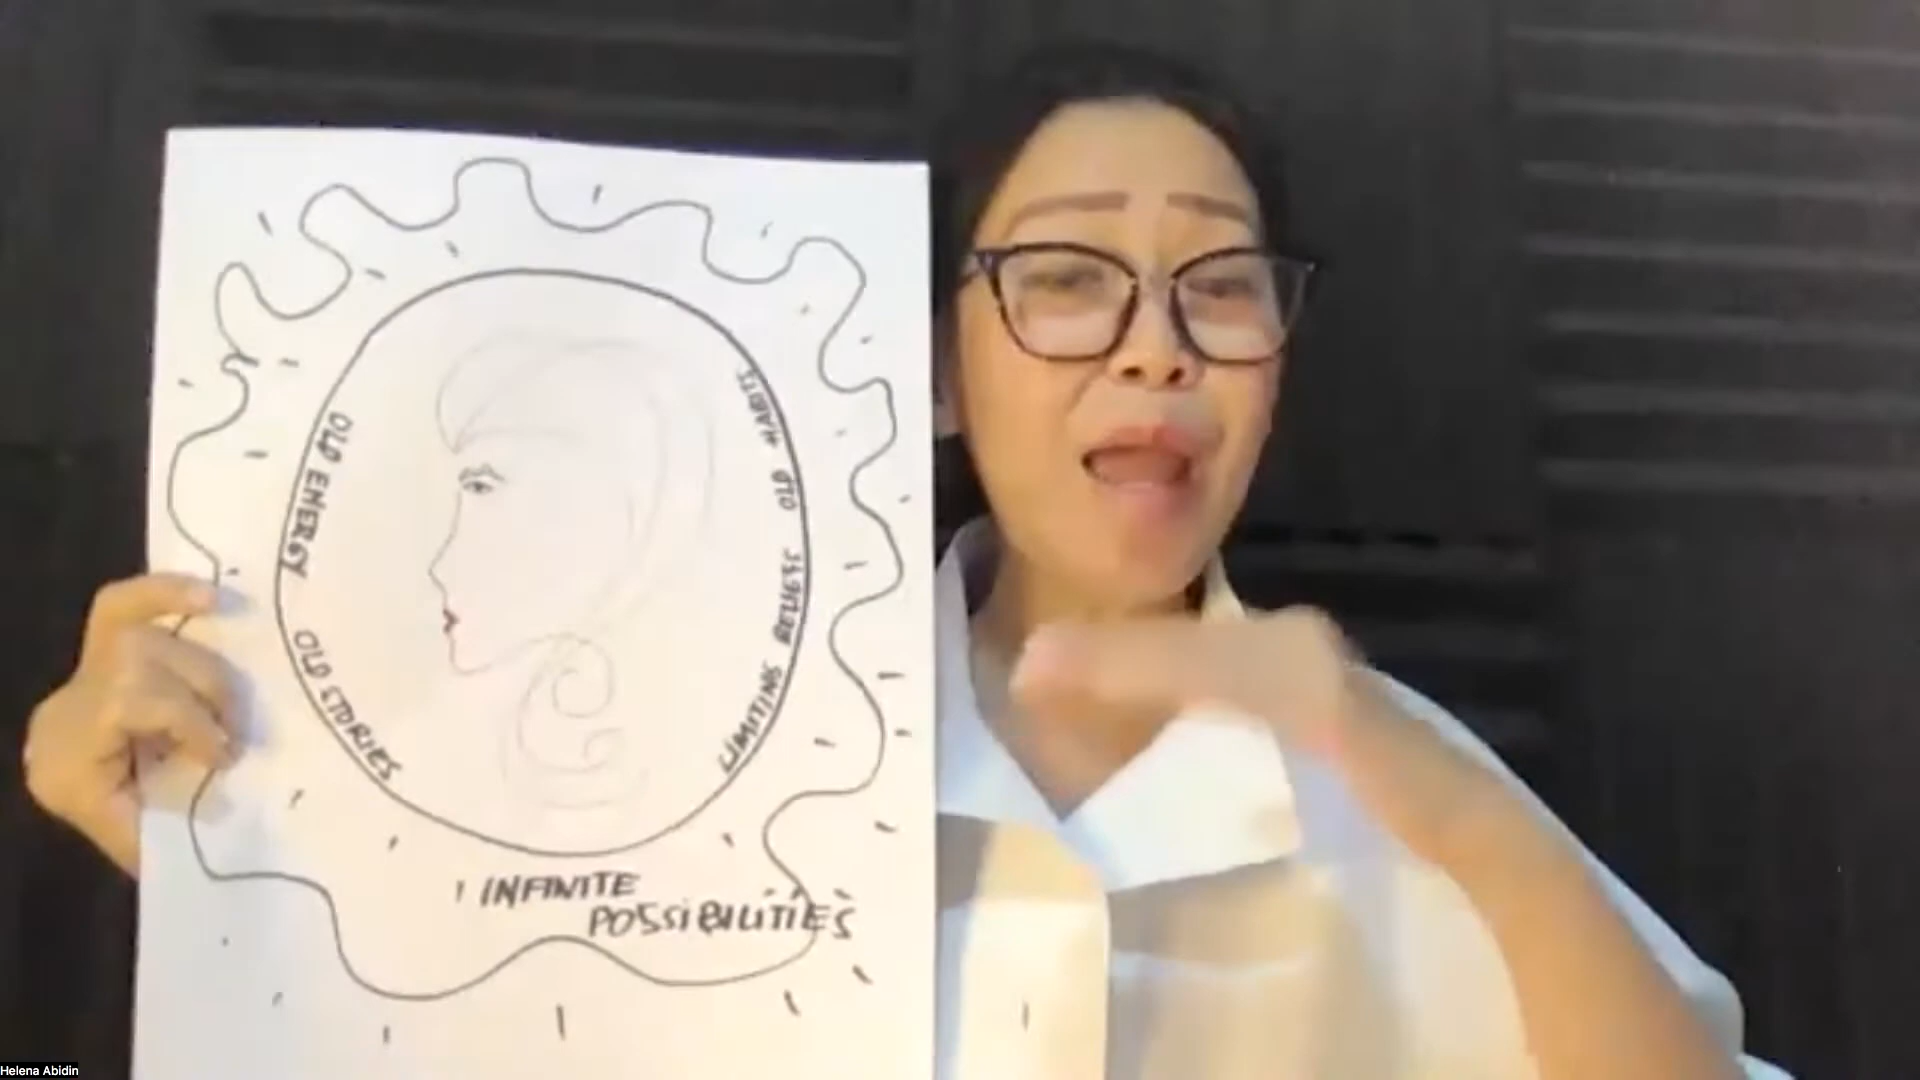 OLD HABITS
OLD ENERGY
LIMITING BELIEFS
OLD STORIES
INFINITE
POSSIBILITIES
Helena Abidin